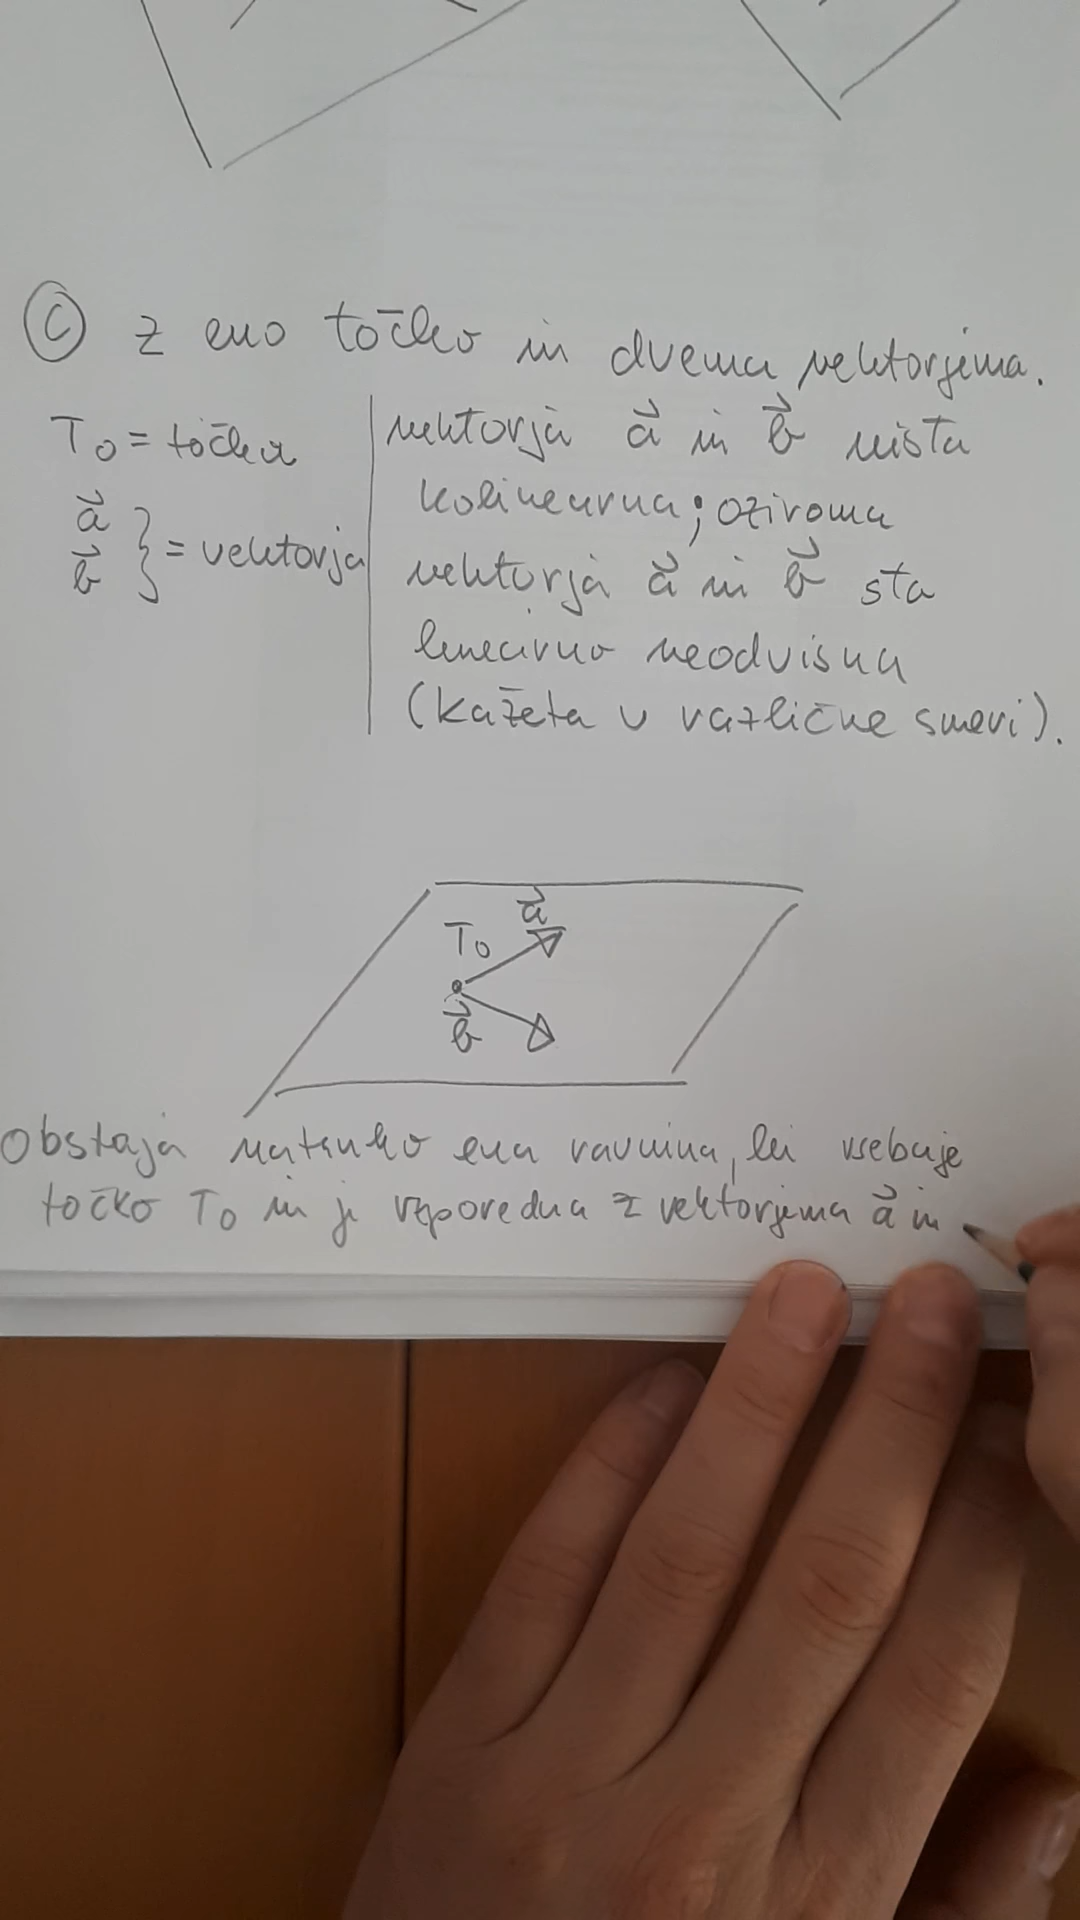 Ⓒ z eno točko in dvema vektorjema.
T₀ = točka
a⃗
b⃗ } = vektorja
vektorja a⃗ in b⃗ nista
kolinearna; oziroma
vektorja a⃗ in b⃗ sta
linearno neodvisna
(kažeta v različne smeri).
a⃗
T₀
b⃗
Obstaja natanko ena ravnina, ki vsebuje
točko T₀ in je vzporedna z vektorjema a⃗ in